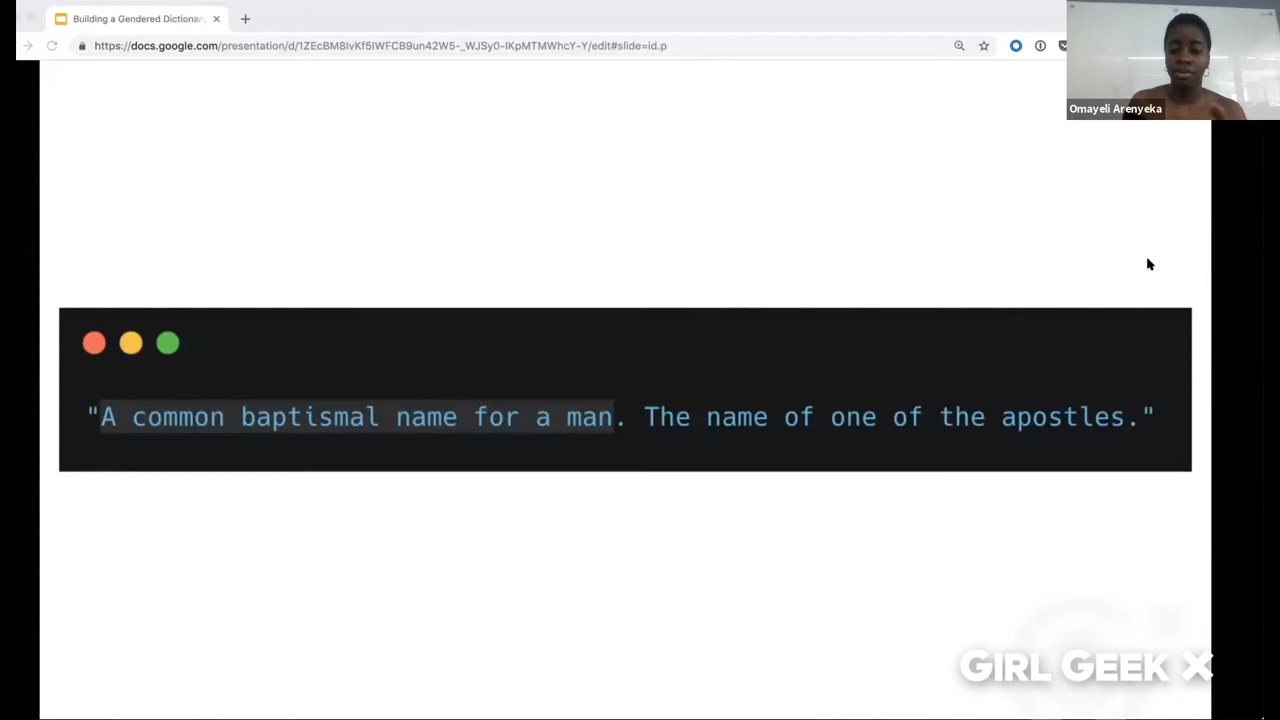 Building a Gendered Dictionary
https://docs.google.com/presentation/d/1ZEcBM8IvKf5IWFCB9un42W5-_WJSy0-IKpMTMWhcY-Y/edit#slide=id.p
Omayeli Arenyeka
"A common baptismal name for a man. The name of one of the apostles."
GIRL GEEK X